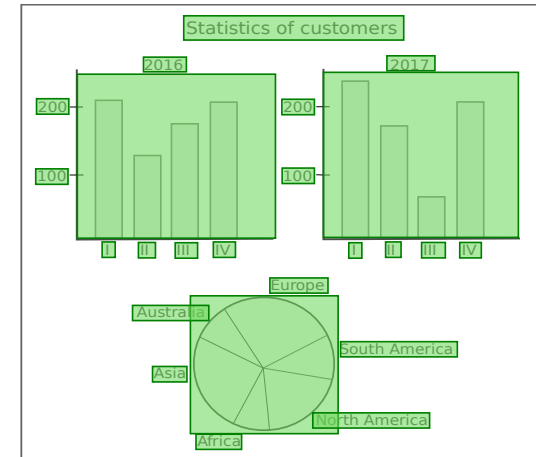 Statistics of customers
2016
2017
200
200
100
100
I II III IV
I II III IV
Europe
Australia
South America
Asia
North America
Africa